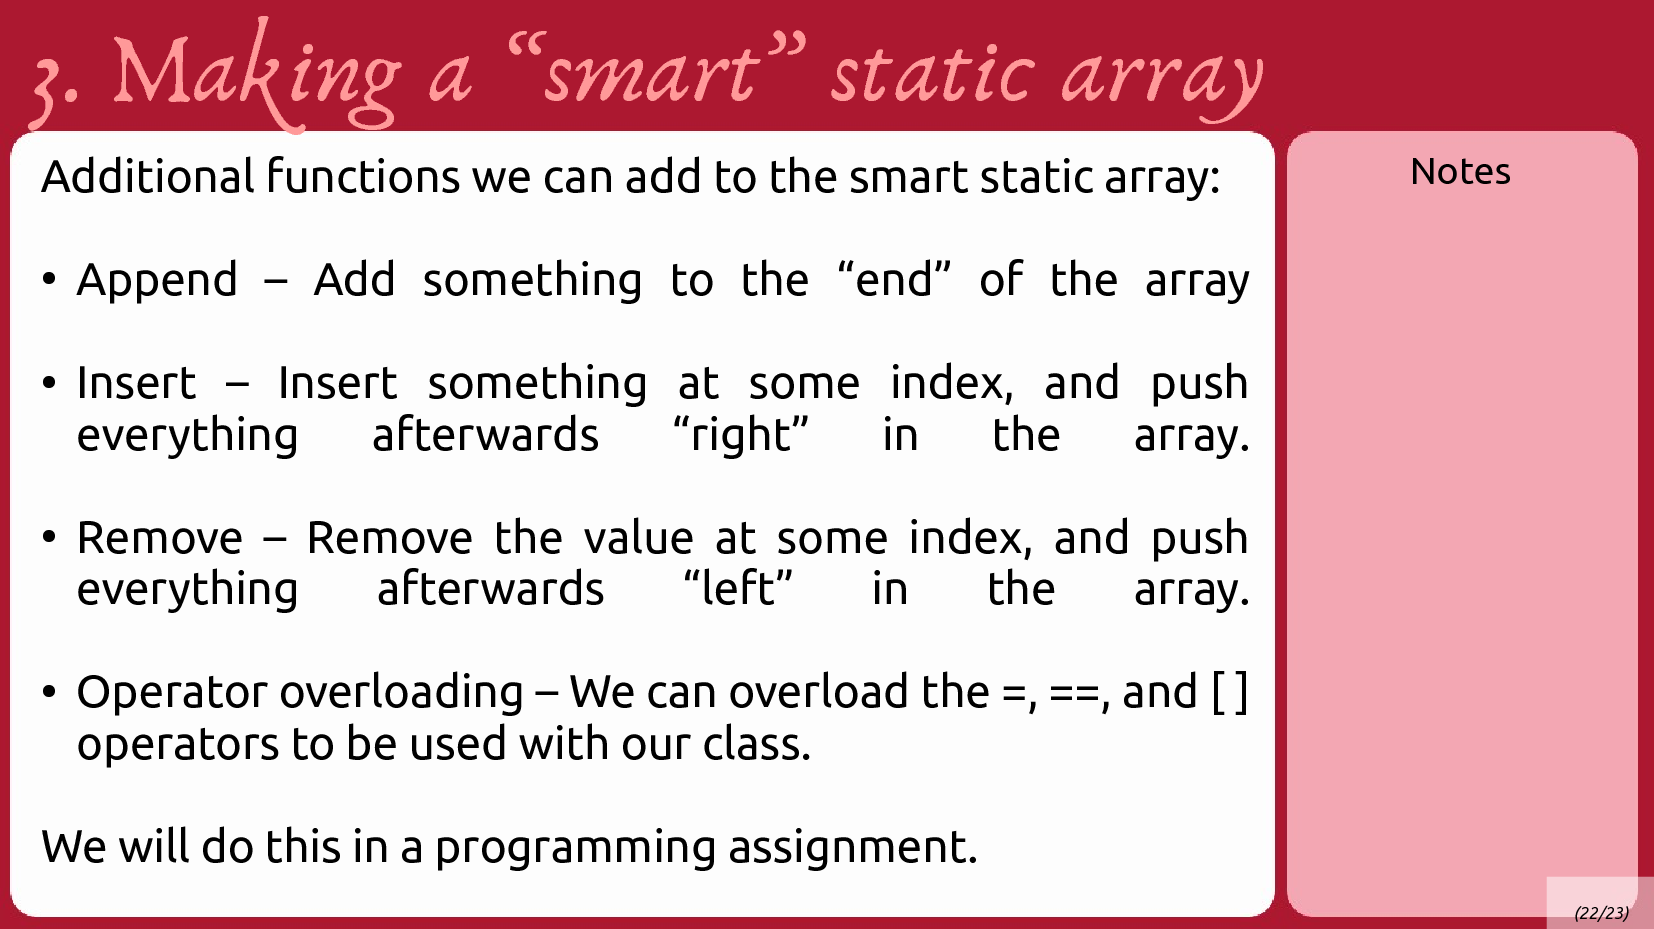 3. Making a “smart” static array
Additional functions we can add to the smart static array:
• Append – Add something to the “end” of the array
• Insert – Insert something at some index, and push
everything afterwards “right” in the array.
• Remove – Remove the value at some index, and push
everything afterwards “left” in the array.
• Operator overloading – We can overload the =, ==, and [ ]
operators to be used with our class.
We will do this in a programming assignment.
Notes
(22/23)